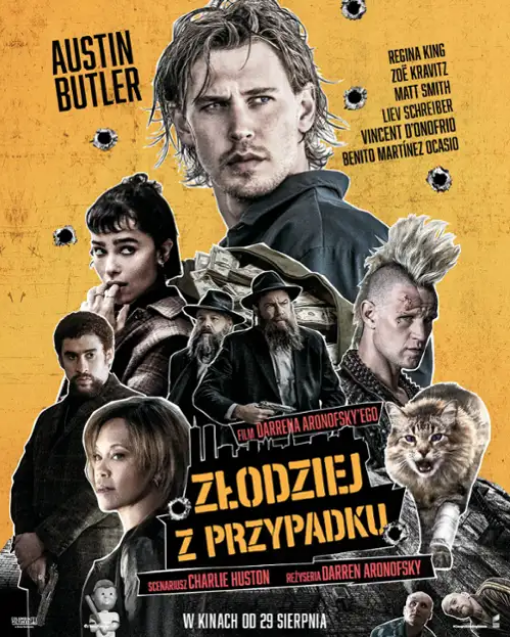 AUSTIN
BUTLER
REGINA KING
ZOË KRAVITZ
MATT SMITH
LIEV SCHREIBER
VINCENT D'ONOFRIO
BENITO MARTÍNEZ OCASIO
FILM DARRENA ARONOFSKY'EGO
ZŁODZIEJ
Z PRZYPADKU
SCENARIUSZ CHARLIE HUSTON REŻYSERIA DARREN ARONOFSKY
W KINACH OD 29 SIERPNIA